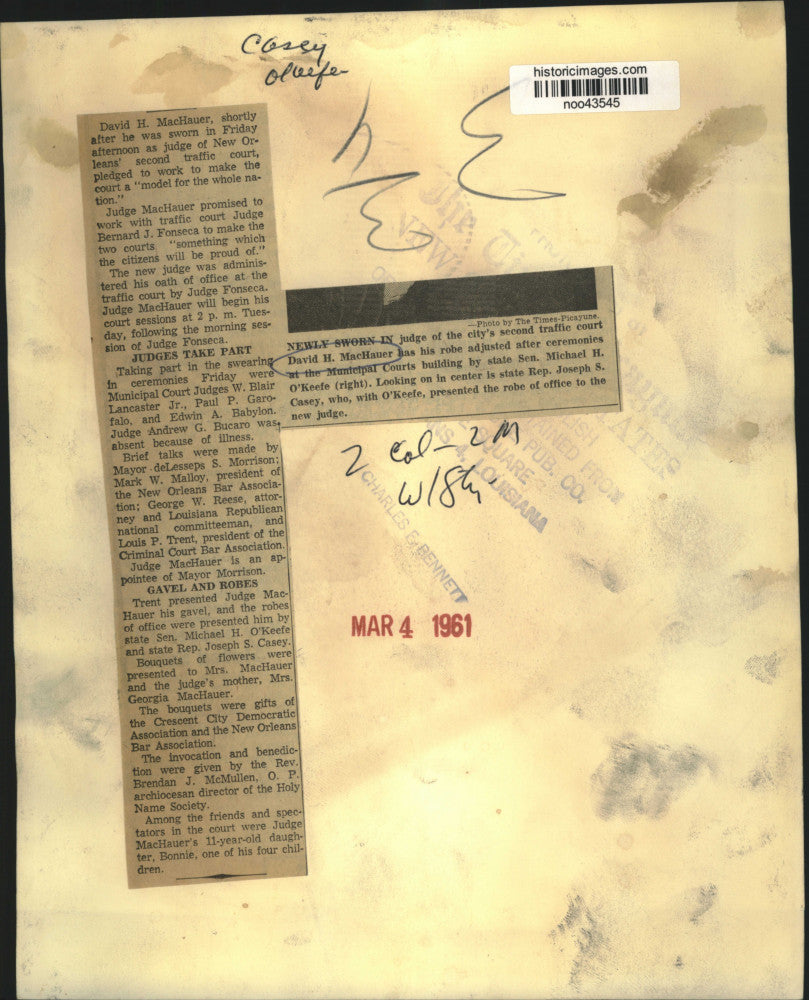 Casey
historicimages.com
noo43545
David H. MacHauer, shortly
after he was sworn in Friday
afternoon as judge of New Or-
leans' second traffic court,
pledged to work to make the
court a "model for the whole na-
tion."
Judge MacHauer promised to
work with traffic court Judge
Bernard J. Fonseca to make the
two courts "something which
the citizens will be proud of."
The new judge was adminis-
tered his oath of office at the
traffic court by Judge Fonseca.
Judge MacHauer will begin his
court sessions at 2 p. m. Tues-
day, following the morning ses-
sion of Judge Fonseca.
JUDGES TAKE PART
Taking part in the swearing
in ceremonies Friday were
Municipal Court Judges W. Blair
Lancaster Jr., Paul P. Garo-
falo, and Edwin A. Babylon.
Judge Andrew G. Bucaro was
absent because of illness.
Brief talks were made by
Mayor deLesseps S. Morrison;
Mark W. Malloy, president of
the New Orleans Bar Associa-
tion; George W. Reese, attor-
ney and Louisiana Republican
national committeeman, and
Louis P. Trent, president of the
Criminal Court Bar Association.
Judge MacHauer is an ap-
pointee of Mayor Morrison.
GAVEL AND ROBES
Trent presented Judge Mac-
Hauer his gavel, and the robes
of office were presented him by
state Sen. Michael H. O'Keefe
and state Rep. Joseph S. Casey.
Bouquets of flowers were
presented to Mrs. MacHauer
and the judge's mother, Mrs.
Georgia MacHauer.
The bouquets were gifts of
the Crescent City Democratic
Association and the New Orleans
Bar Association.
The invocation and benedic-
tion were given by the Rev.
Brendan J. McMullen, O. P.
archiocesan director of the Holy
Name Society.
Among the friends and spec-
tators in the court were Judge
MacHauer's 11-year-old daugh-
ter, Bonnie, one of his four chil-
dren.
—Photo by The Times-Picayune.
NEWLY SWORN IN judge of the city's second traffic court
David H. MacHauer has his robe adjusted after ceremonies
at the Municipal Courts building by state Sen. Michael H.
O'Keefe (right). Looking on in center is state Rep. Joseph S.
Casey, who, with O'Keefe, presented the robe of office to the
new judge.
2 Col - 2 M
FROM
PUB. CO.
SQUARE
LOUISIANA
CHARLES E. BENNETT
MAR 4 1961